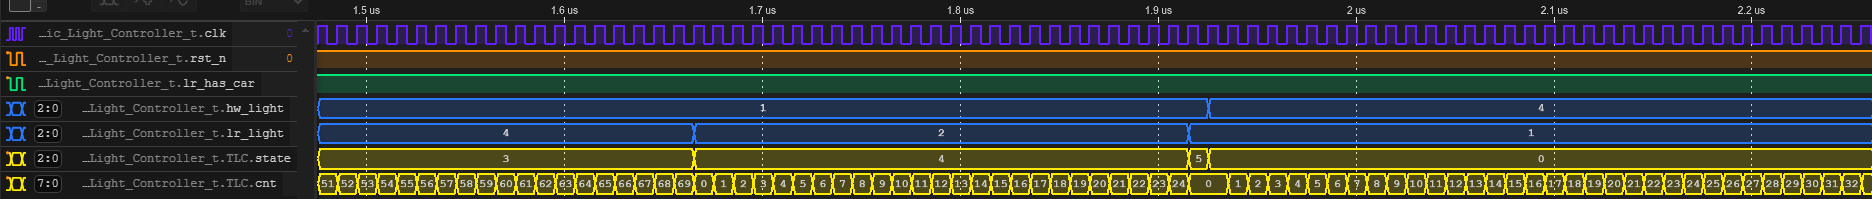 BIN
1.5 us 1.6 us 1.7 us 1.8 us 1.9 us 2 us 2.1 us 2.2 us
…ic_Light_Controller_t.clk 0
…_Light_Controller_t.rst_n 0
…Light_Controller_t.lr_has_car
2:0 …Light_Controller_t.hw_light 1 4
2:0 …Light_Controller_t.lr_light 4 2 1
2:0 …Light_Controller_t.TLC.state 3 4 5 0
7:0 …Light_Controller_t.TLC.cnt 51 52 53 54 55 56 57 58 59 60 61 62 63 64 65 66 67 68 69 0 1 2 3 4 5 6 7 8 9 10 11 12 13 14 15 16 17 18 19 20 21 22 23 24 0 1 2 3 4 5 6 7 8 9 10 11 12 13 14 15 16 17 18 19 20 21 22 23 24 25 26 27 28 29 30 31 32